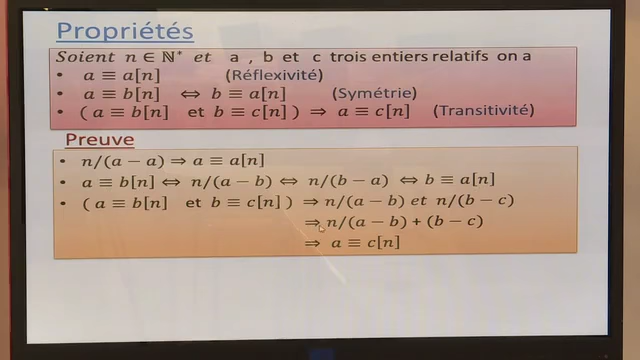 Propriétés
Soient n ∈ ℕ* et a , b et c trois entiers relatifs on a
• a ≡ a[n] (Réflexivité)
• a ≡ b[n] ⇔ b ≡ a[n] (Symétrie)
• ( a ≡ b[n] et b ≡ c[n] ) ⇒ a ≡ c[n] (Transitivité)
Preuve
• n/(a − a) ⇒ a ≡ a[n]
• a ≡ b[n] ⇔ n/(a − b) ⇔ n/(b − a) ⇔ b ≡ a[n]
• ( a ≡ b[n] et b ≡ c[n] ) ⇒ n/(a − b) et n/(b − c)
⇒ n/(a − b) + (b − c)
⇒ a ≡ c[n]